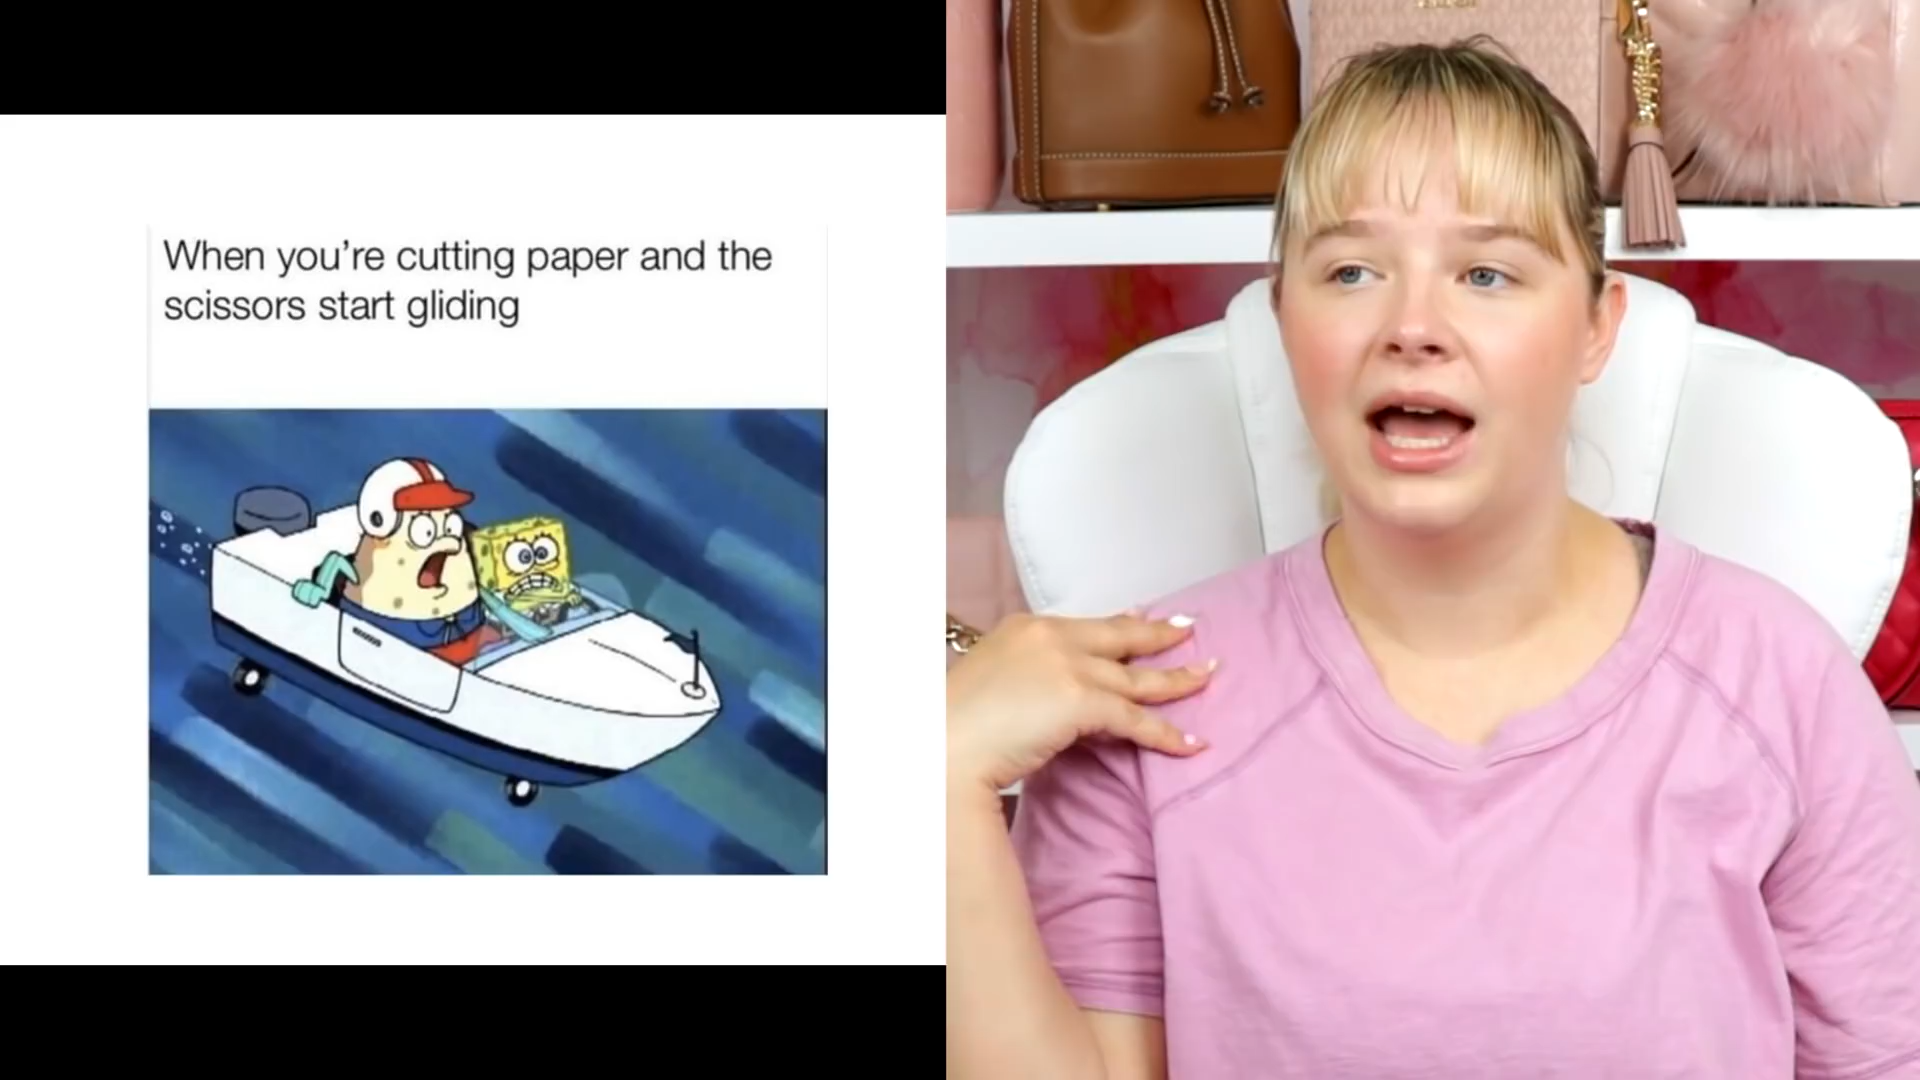 When you’re cutting paper and the
scissors start gliding